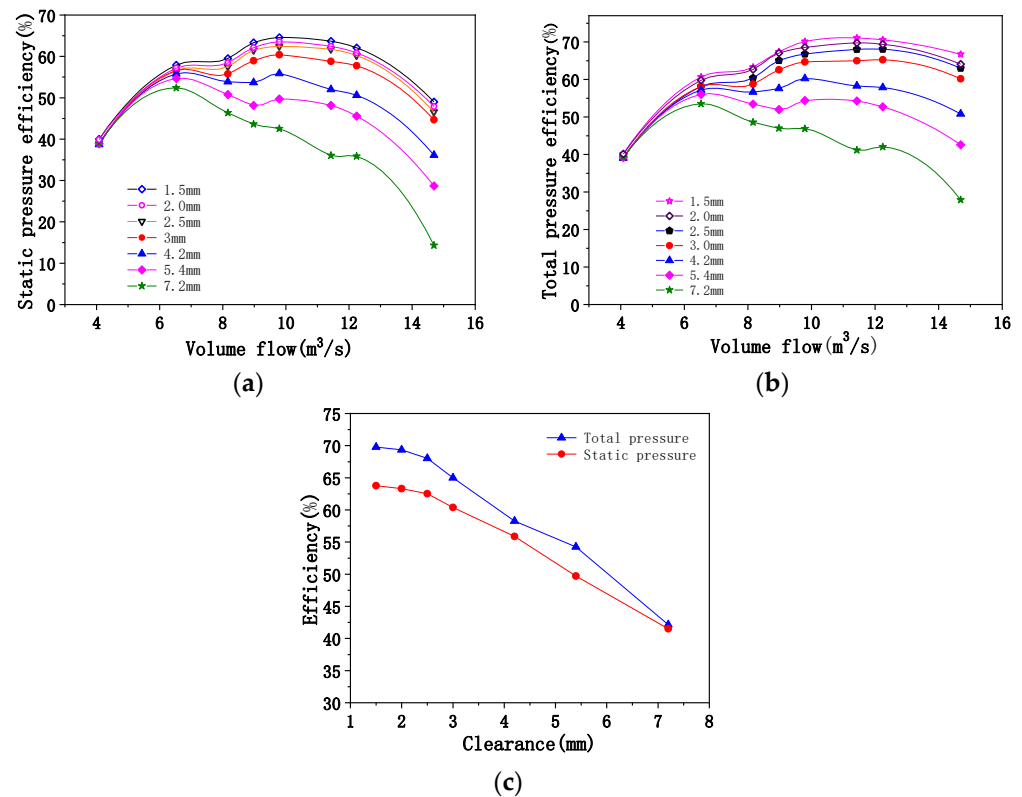 Static pressure efficiency(%)
70
60
50
40
30
20
10
0
1.5mm
2.0mm
2.5mm
3mm
4.2mm
5.4mm
7.2mm
4 6 8 10 12 14 16
Volume flow(m³/s)
(a)
Total pressure efficiency(%)
70
60
50
40
30
20
10
0
1.5mm
2.0mm
2.5mm
3.0mm
4.2mm
5.4mm
7.2mm
4 6 8 10 12 14 16
Volume flow(m³/s)
(b)
Efficiency(%)
75
70
65
60
55
50
45
40
35
30
Total pressure
Static pressure
1 2 3 4 5 6 7 8
Clearance(mm)
(c)